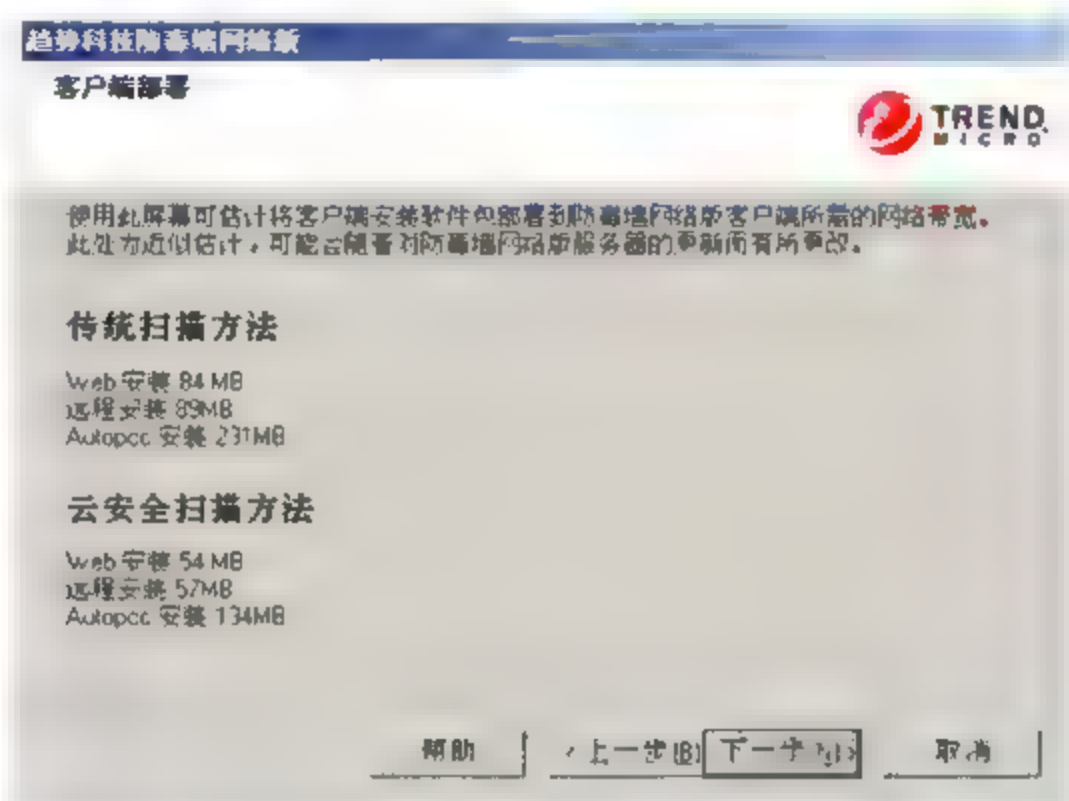 趋势科技防毒墙网络版
客户端部署
TREND
MICRO
使用此屏幕可估计将客户端安装软件包部署到防毒墙网络版客户端所需的网络带宽。
此处为近似估计，可能会随着对防毒墙网络版服务器的更新而有所更改。
传统扫描方法
Web 安装 84 MB
远程安装 89MB
Autopcc 安装 231MB
云安全扫描方法
Web 安装 54 MB
远程安装 57MB
Autopcc 安装 134MB
帮助 <上一步(B) 下一步(N)> 取消